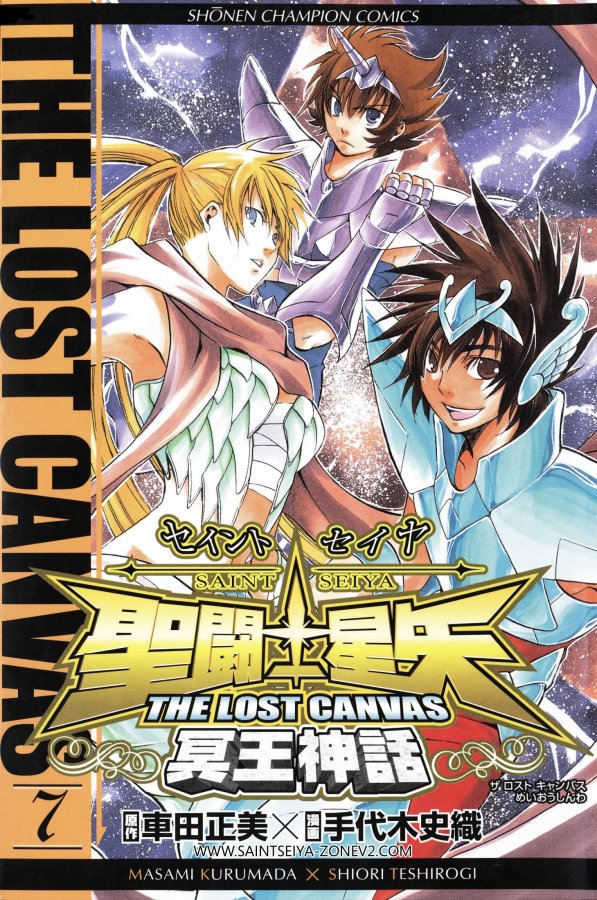 SHŌNEN CHAMPION COMICS
THE LOST CANVAS
7
セイント セイヤ
SAINT SEIYA
聖闘士星矢
THE LOST CANVAS
冥王神話
ザ ロスト キャンバス
めいおうしんわ
原作 車田正美×漫画 手代木史織
WWW.SAINTSEIYA-ZONEV2.COM
MASAMI KURUMADA × SHIORI TESHIROGI